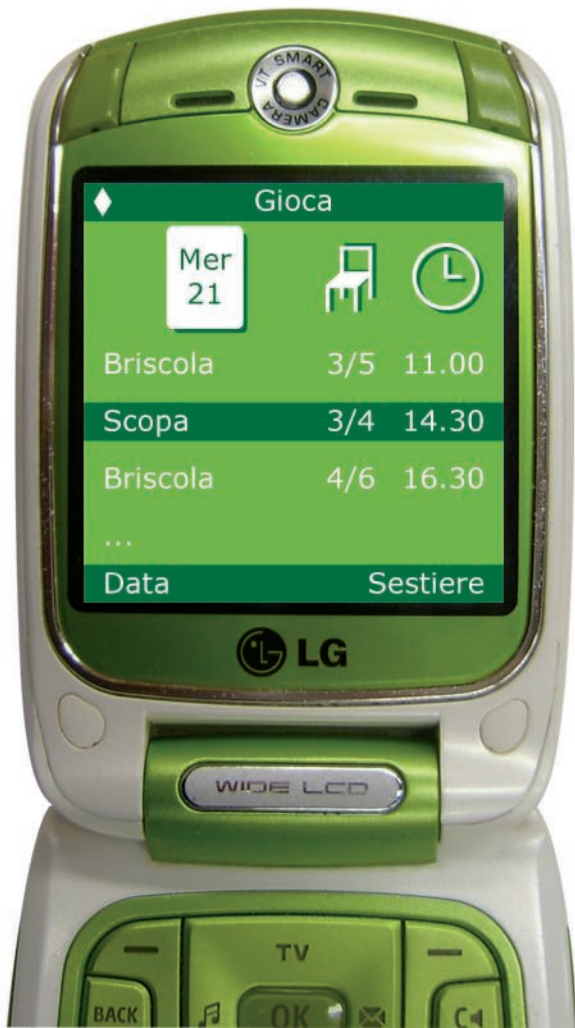 VT SMART CAMERA
Gioca
Mer
21
Briscola 3/5 11.00
Scopa 3/4 14.30
Briscola 4/6 16.30
...
Data Sestiere
LG
WIDE LCD
TV
BACK OK C